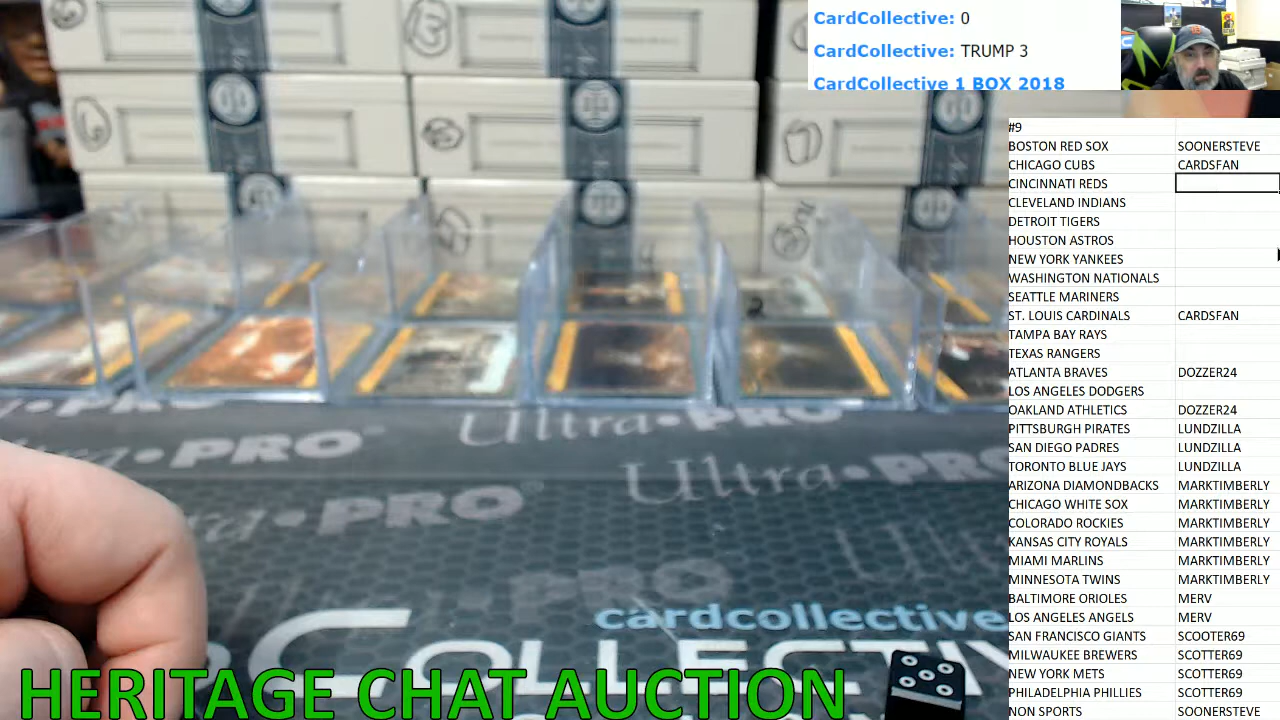 CardCollective: 0
CardCollective: TRUMP 3
CardCollective 1 BOX 2018
#9
BOSTON RED SOX SOONERSTEVE
CHICAGO CUBS CARDSFAN
CINCINNATI REDS
CLEVELAND INDIANS
DETROIT TIGERS
HOUSTON ASTROS
NEW YORK YANKEES
WASHINGTON NATIONALS
SEATTLE MARINERS
ST. LOUIS CARDINALS CARDSFAN
TAMPA BAY RAYS
TEXAS RANGERS
ATLANTA BRAVES DOZZER24
LOS ANGELES DODGERS
OAKLAND ATHLETICS DOZZER24
PITTSBURGH PIRATES LUNDZILLA
SAN DIEGO PADRES LUNDZILLA
TORONTO BLUE JAYS LUNDZILLA
ARIZONA DIAMONDBACKS MARKTIMBERLY
CHICAGO WHITE SOX MARKTIMBERLY
COLORADO ROCKIES MARKTIMBERLY
KANSAS CITY ROYALS MARKTIMBERLY
MIAMI MARLINS MARKTIMBERLY
MINNESOTA TWINS MARKTIMBERLY
BALTIMORE ORIOLES MERV
LOS ANGELES ANGELS MERV
SAN FRANCISCO GIANTS SCOOTER69
MILWAUKEE BREWERS SCOTTER69
NEW YORK METS SCOTTER69
PHILADELPHIA PHILLIES SCOTTER69
NON SPORTS SOONERSTEVE
PRO Ultra•PRO
PRO Ultra•PRO
PRO
cardcollective
COLLECTIV
HERITAGE CHAT AUCTION